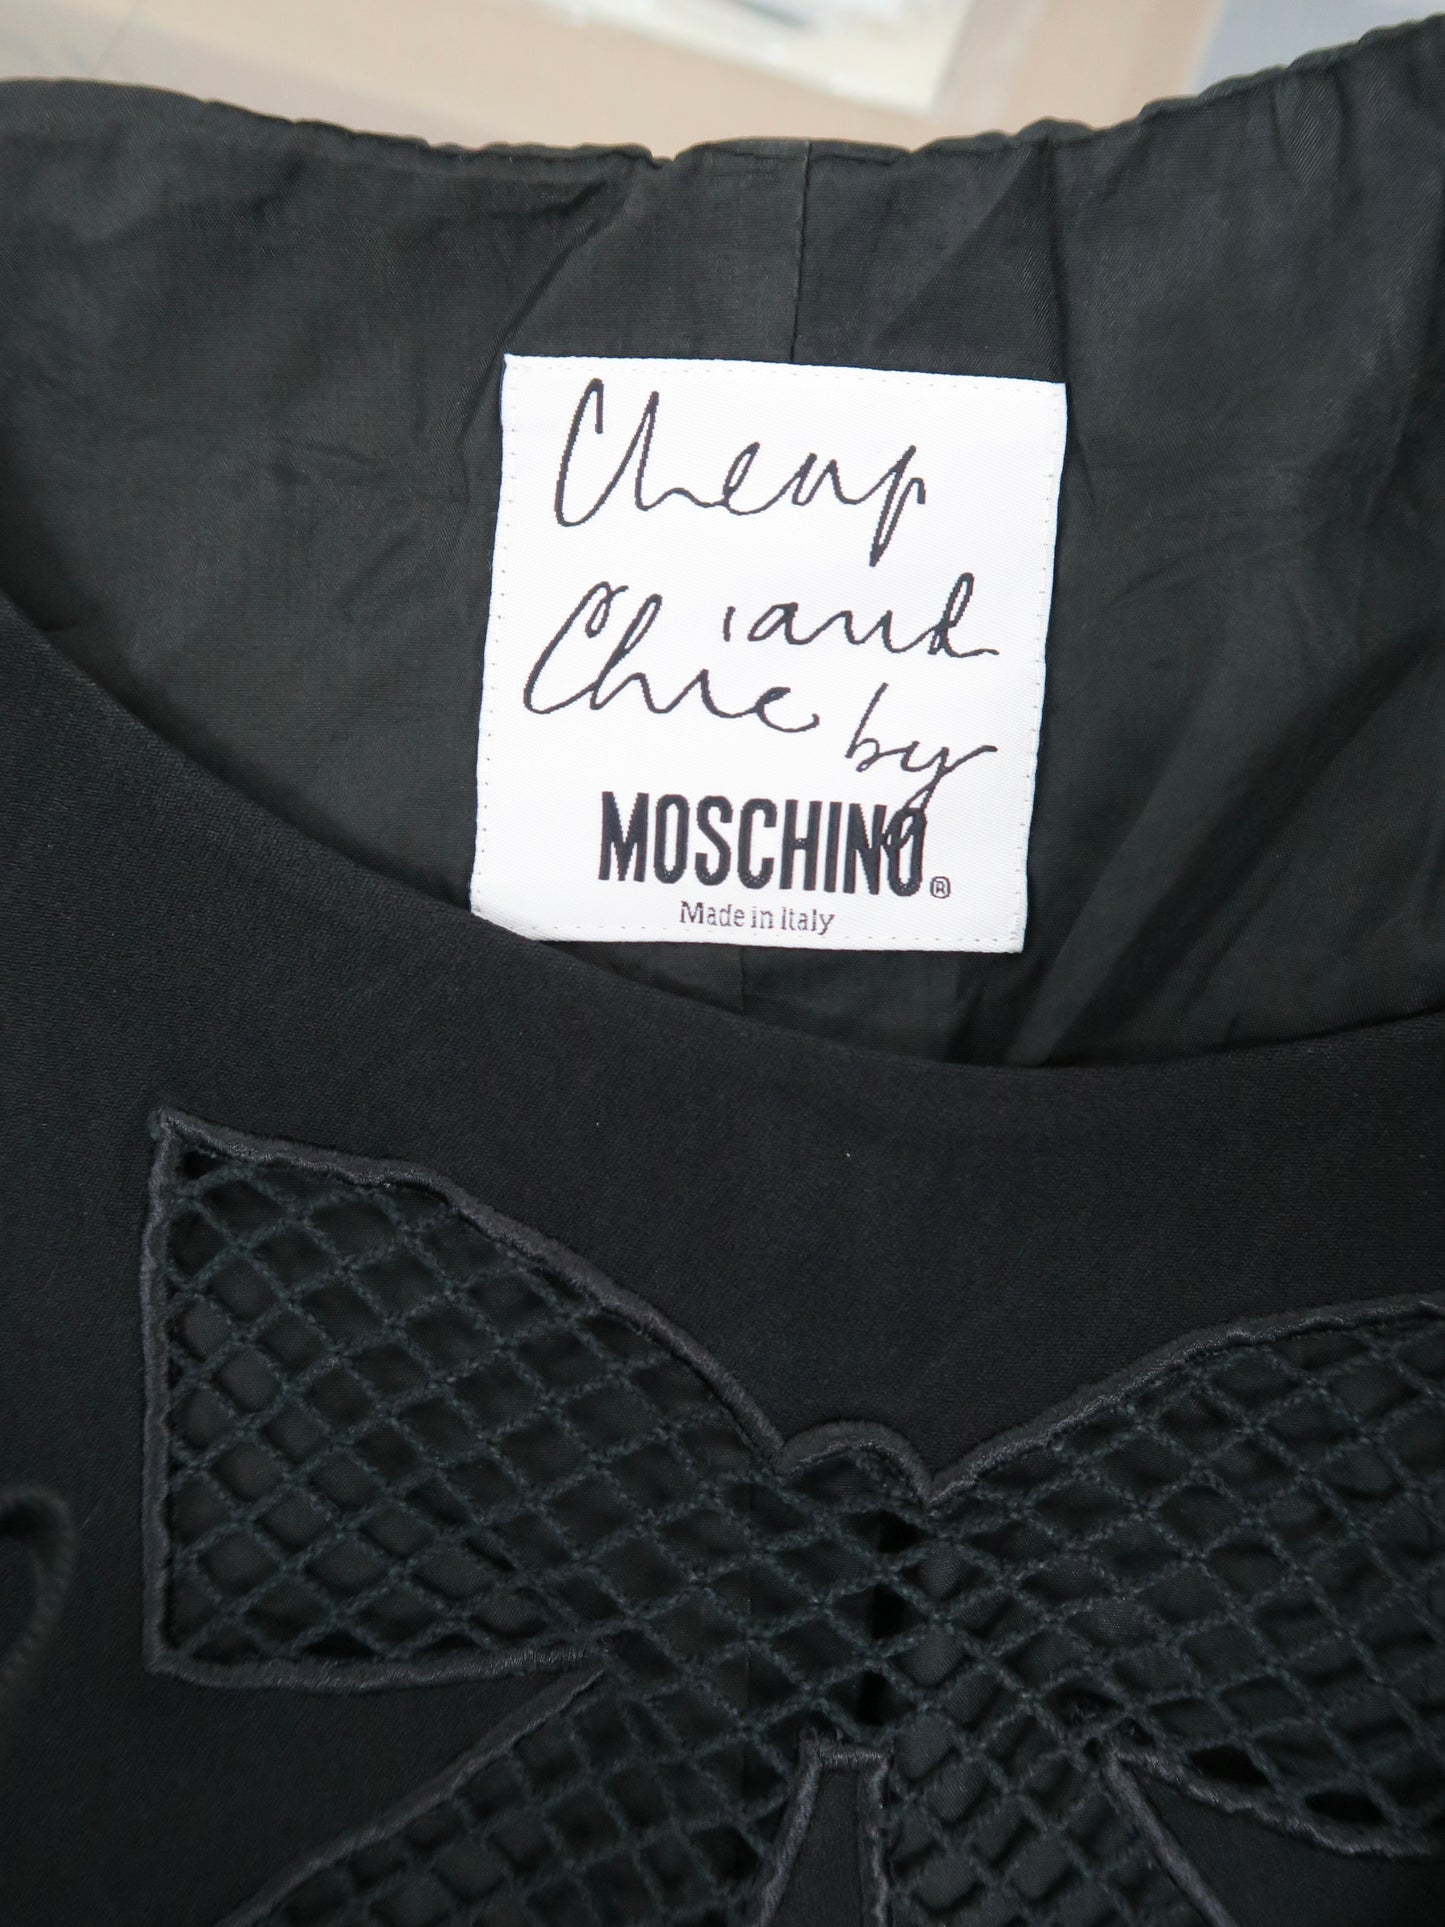 Cheap
and
Chic by
MOSCHINO®
Made in Italy